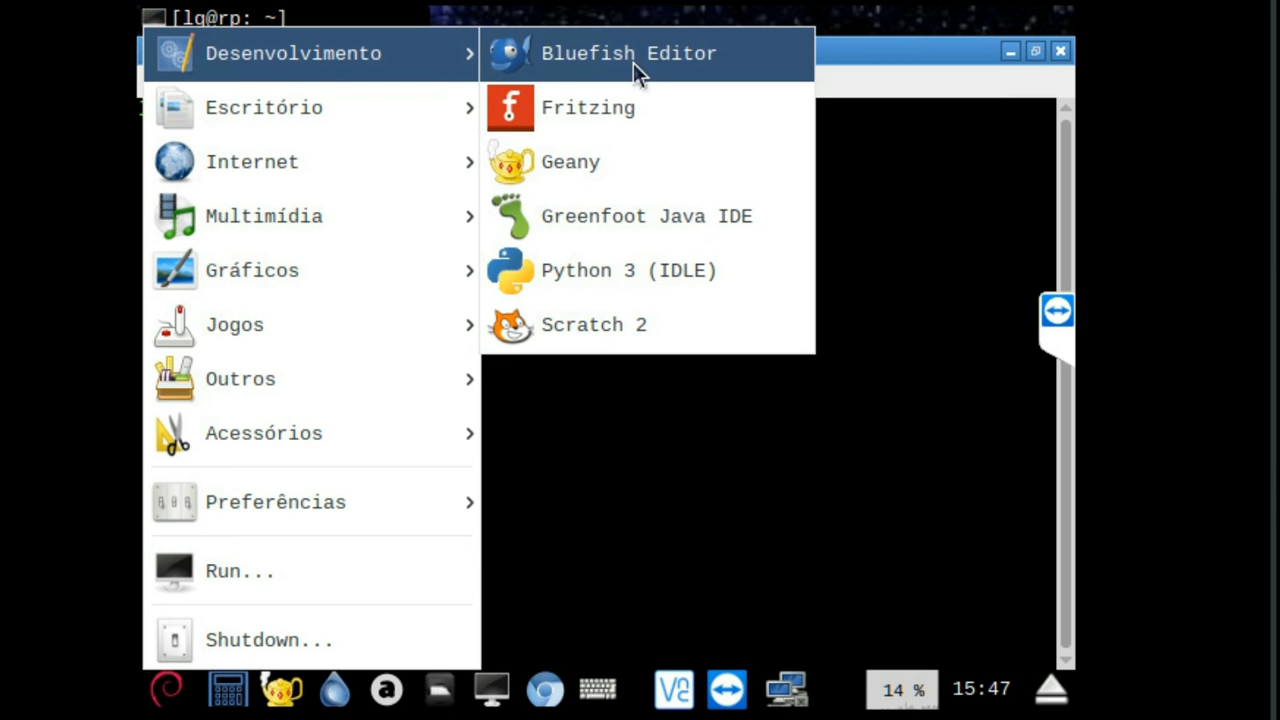 [lq@rp: ~]
Desenvolvimento
Escritório
Internet
Multimídia
Gráficos
Jogos
Outros
Acessórios
Preferências
Run...
Shutdown...
Bluefish Editor
Fritzing
Geany
Greenfoot Java IDE
Python 3 (IDLE)
Scratch 2
14 %
15:47